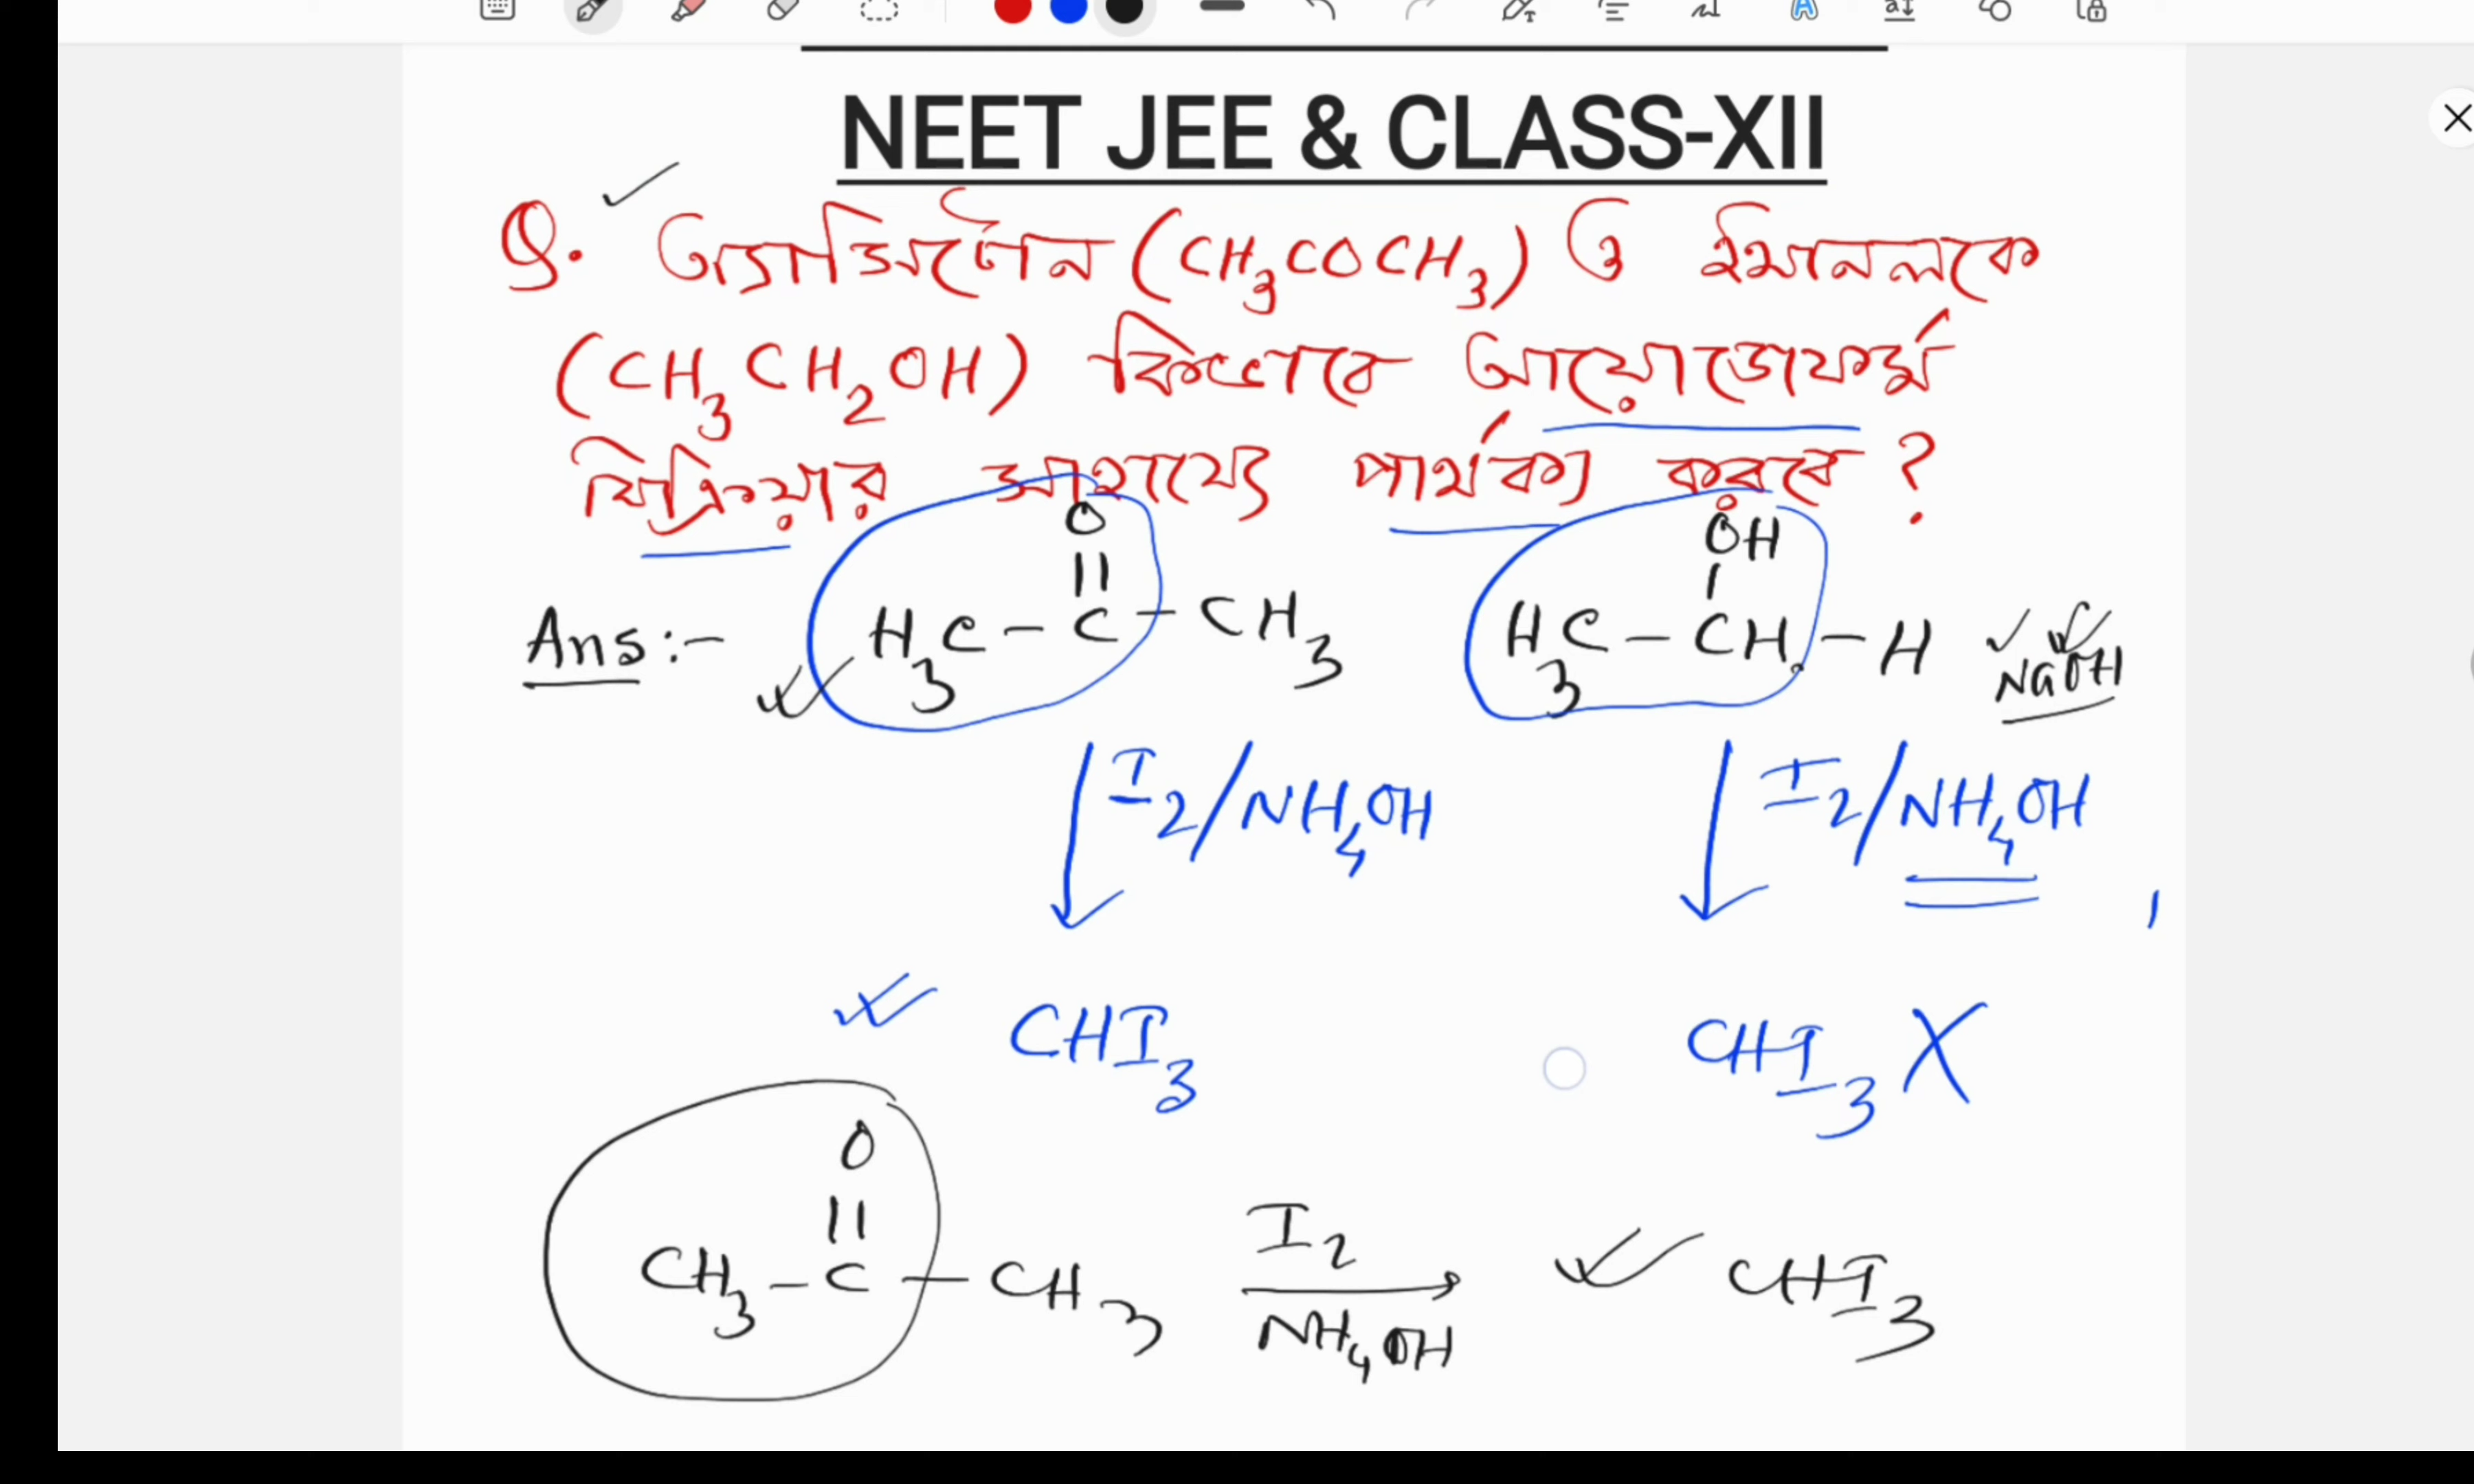 NEET JEE & CLASS-XII
Q. অ্যাসিটোন (CH₃COCH₃) ও ইথানলকে
(CH₃CH₂OH) কিভাবে আয়োডোফর্ম
বিক্রিয়ার সাহায্যে পার্থক্য করবে ?
O OH
Ans:- H₃C – C – CH₃ H₃C – CH – H NaOH
I₂/NH₄OH I₂/NH₄OH
CHI₃ CHI₃ X
O
CH₃ – C – CH₃ I₂ NH₄OH CHI₃